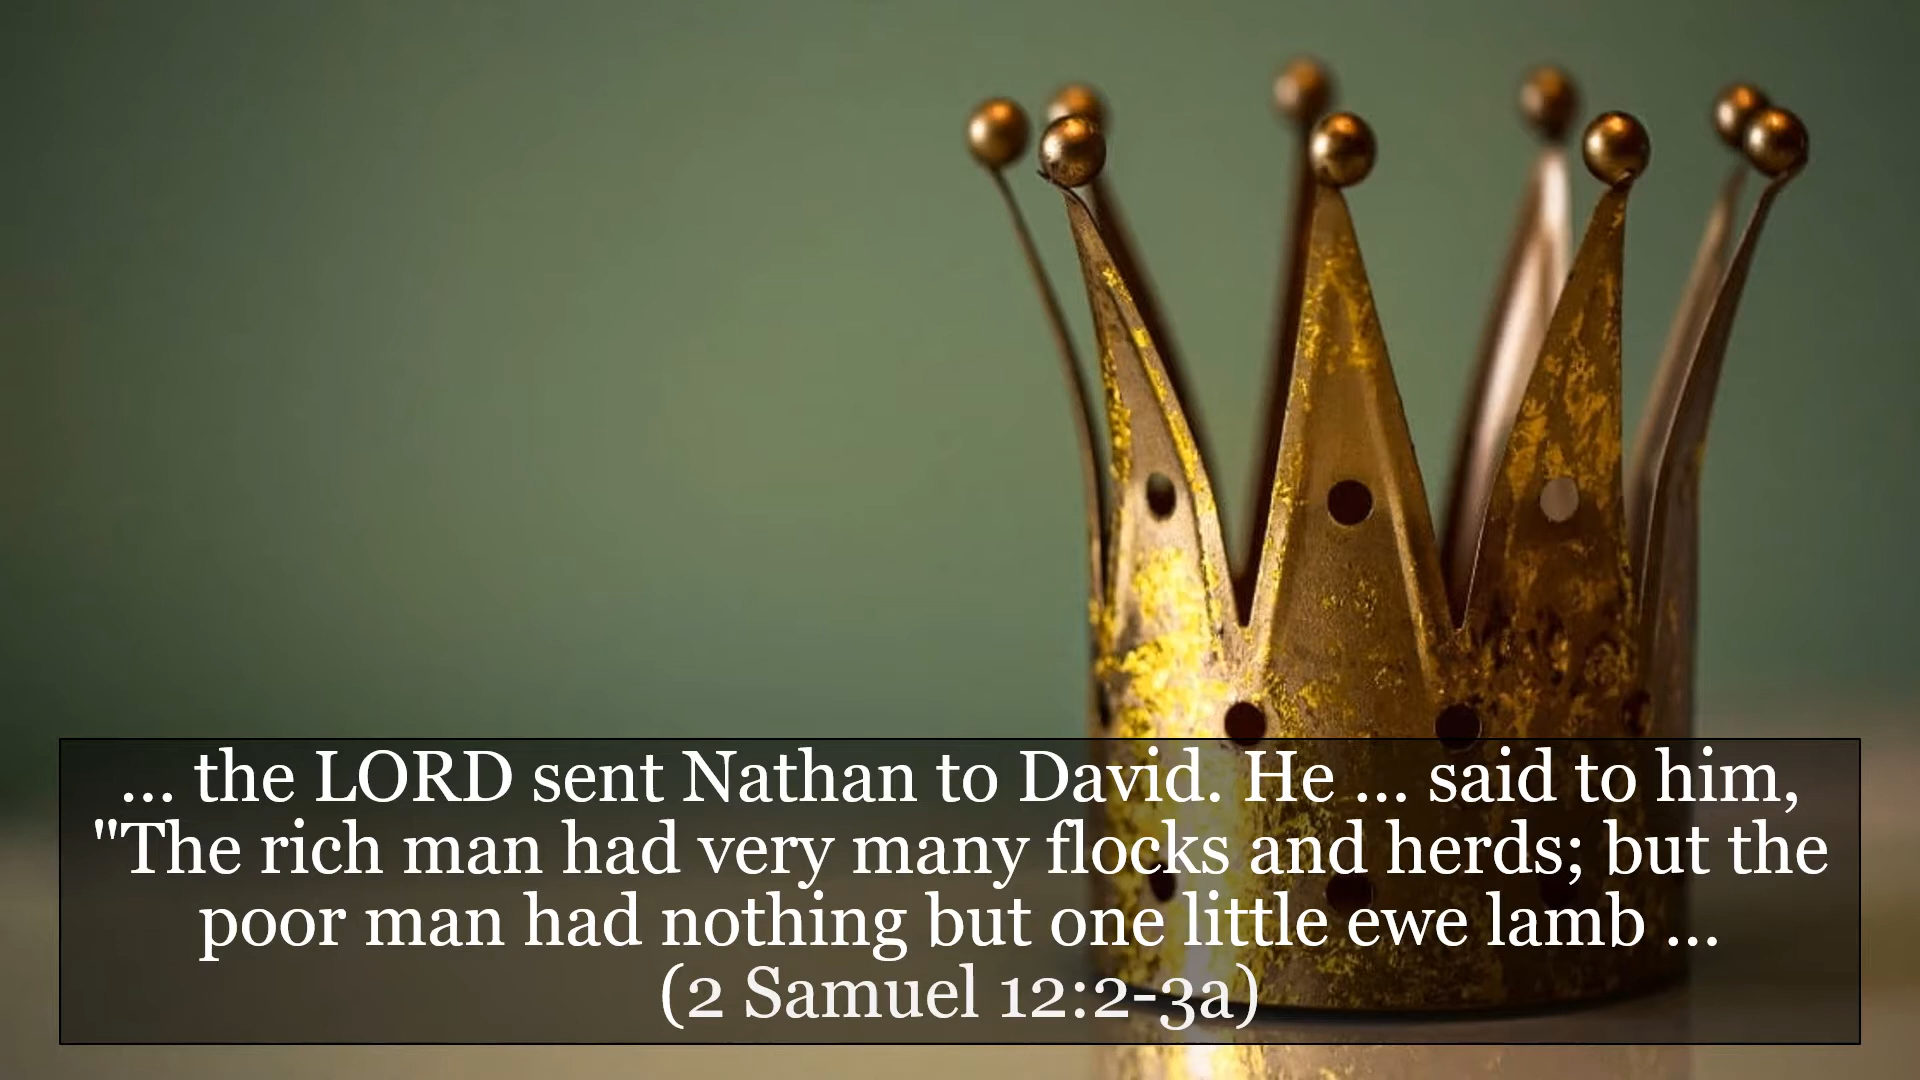 ... the LORD sent Nathan to David. He ... said to him,
"The rich man had very many flocks and herds; but the
poor man had nothing but one little ewe lamb ...
(2 Samuel 12:2-3a)